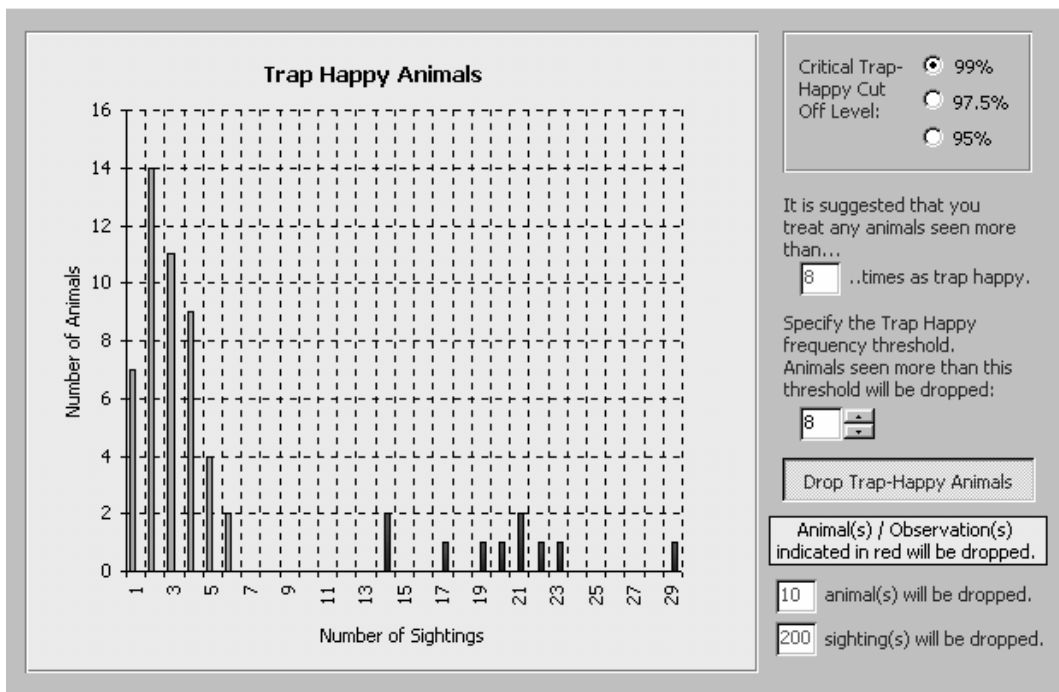 Trap Happy Animals
Number of Animals
16
14
12
10
8
6
4
2
0
1
3
5
7
9
11
13
15
17
19
21
23
25
27
29
Number of Sightings
Critical Trap-
Happy Cut
Off Level:
99%
97.5%
95%
It is suggested that you
treat any animals seen more
than...
8 ..times as trap happy.
Specify the Trap Happy
frequency threshold.
Animals seen more than this
threshold will be dropped:
8
Drop Trap-Happy Animals
Animal(s) / Observation(s)
indicated in red will be dropped.
10 animal(s) will be dropped.
200 sighting(s) will be dropped.